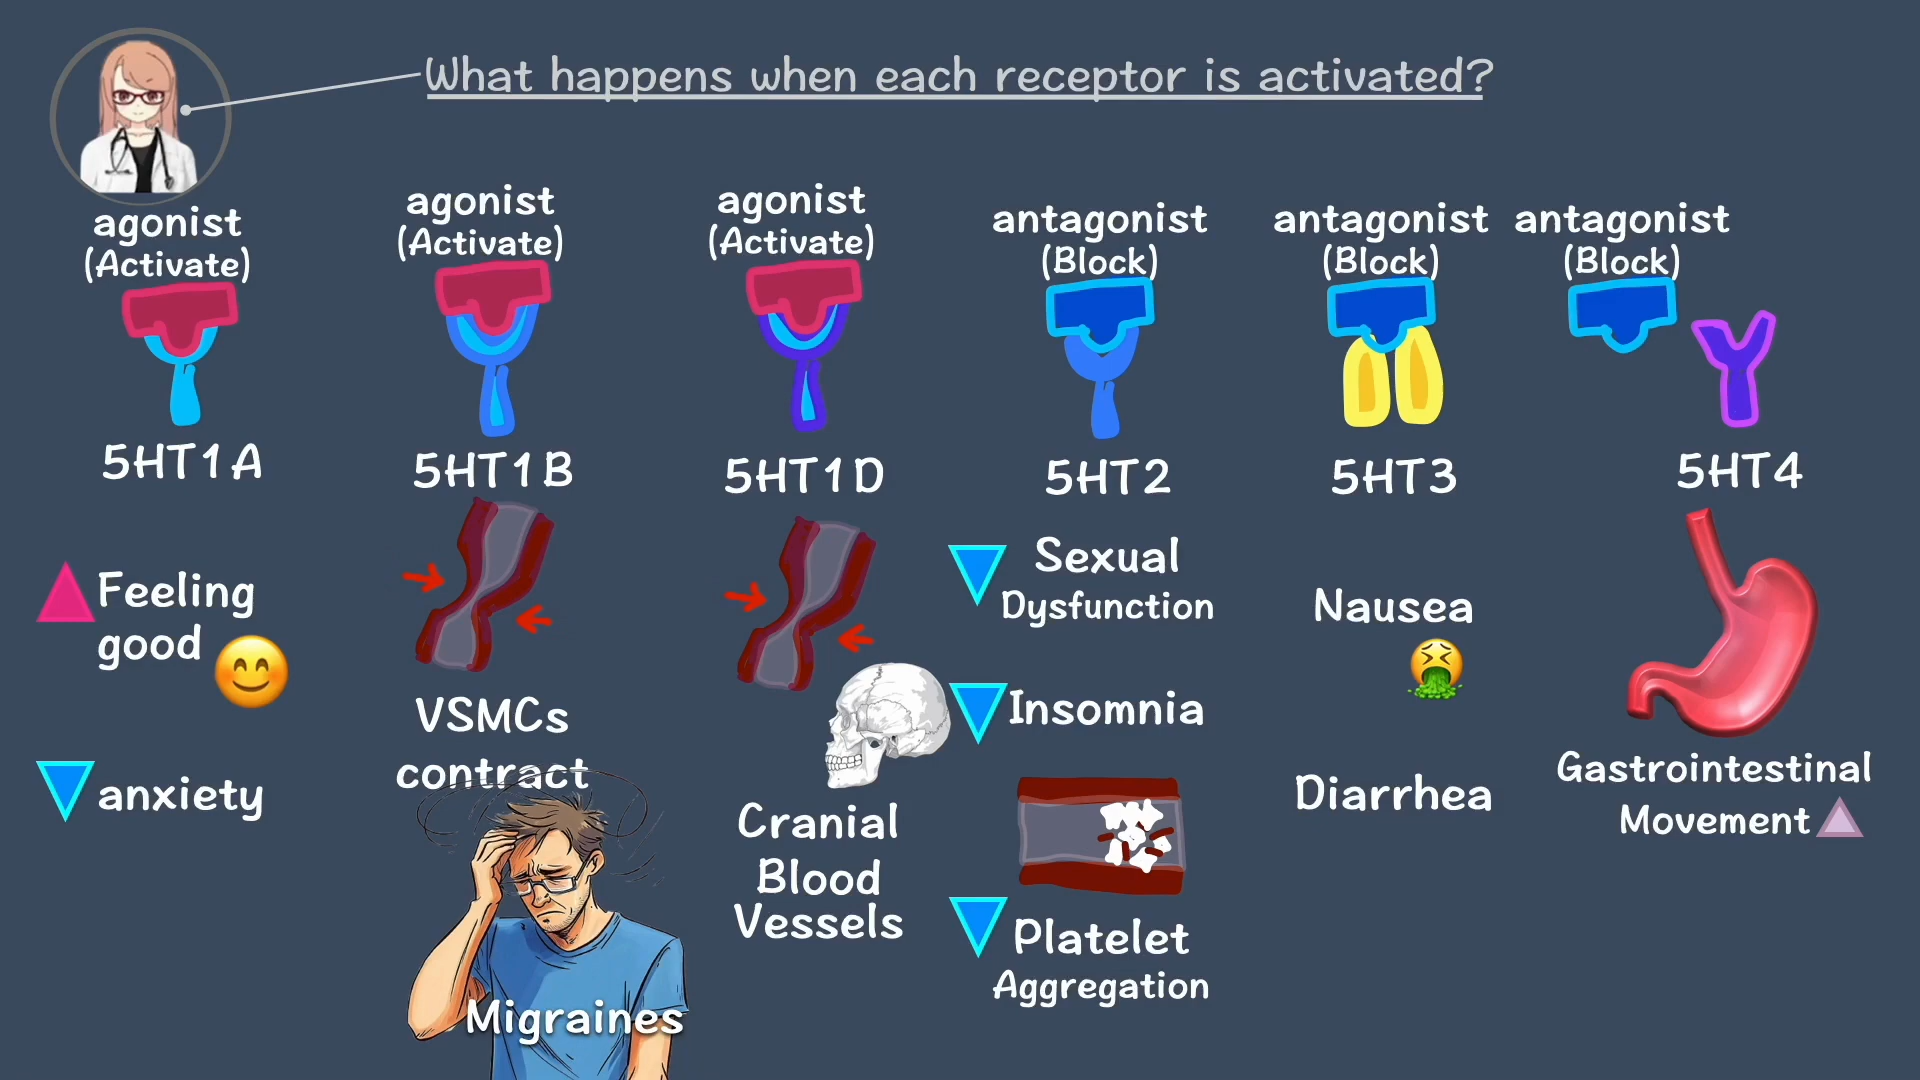 What happens when each receptor is activated?
agonist
(Activate)
5HT1A
Feeling
good
anxiety
agonist
(Activate)
5HT1B
VSMCs
contract
Migraines
agonist
(Activate)
5HT1D
Cranial
Blood
Vessels
antagonist
(Block)
5HT2
Sexual
Dysfunction
Insomnia
Platelet
Aggregation
antagonist
(Block)
5HT3
Nausea
Diarrhea
antagonist
(Block)
5HT4
Gastrointestinal
Movement